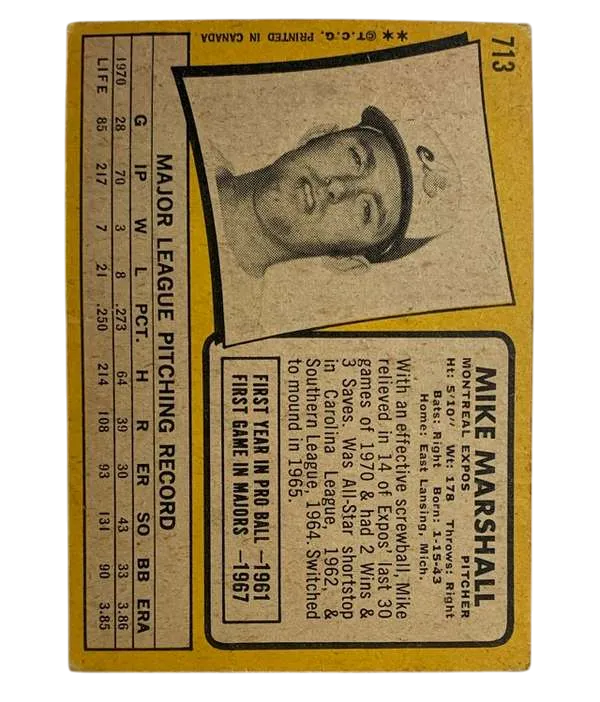 713
MIKE MARSHALL
MONTREAL EXPOS PITCHER
Ht: 5'10" Wt: 178 Throws: Right
Bats: Right Born: 1-15-43
Home: East Lansing, Mich.
With an effective screwball, Mike
relieved in 14 of Expos' last 30
games of 1970 & had 2 Wins &
3 Saves. Was All-Star shortstop
in Carolina League, 1962, &
Southern League, 1964. Switched
to mound in 1965.
FIRST YEAR IN PRO BALL —1961
FIRST GAME IN MAJORS —1967
MAJOR LEAGUE PITCHING RECORD
G IP W L PCT. H R ER SO BB ERA
1970 28 70 3 8 .273 64 39 30 43 33 3.86
LIFE 85 217 7 21 .250 214 108 93 131 90 3.85
** ©T.C.G. PRINTED IN CANADA